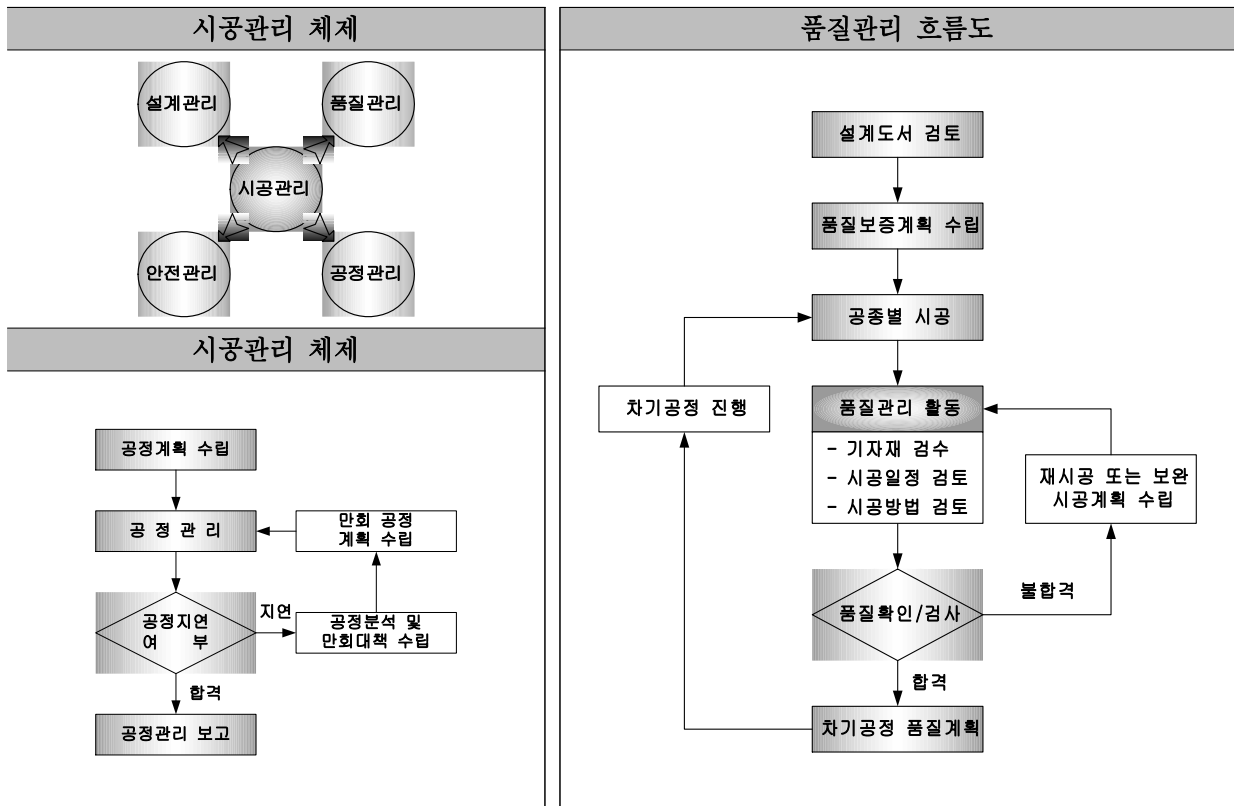 시공관리 체제
설계관리
품질관리
시공관리
안전관리
공정관리
시공관리 체제
공정계획 수립
공 정 관 리
만회 공정
계획 수립
공정지연
여 부
지연
공정분석 및
만회대책 수립
합격
공정관리 보고
품질관리 흐름도
설계도서 검토
품질보증계획 수립
공종별 시공
차기공정 진행
품질관리 활동
- 기자재 검수
- 시공일정 검토
- 시공방법 검토
재시공 또는 보완
시공계획 수립
불합격
품질확인/검사
합격
차기공정 품질계획